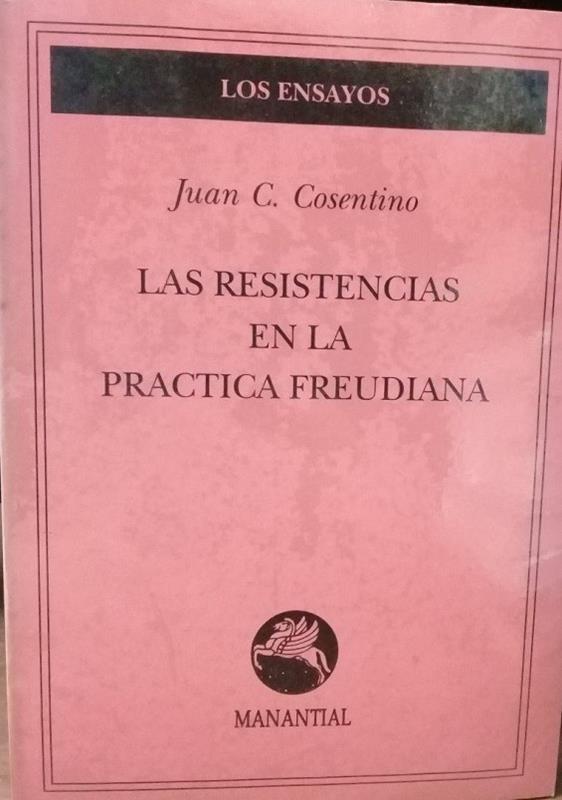 LOS ENSAYOS
Juan C. Cosentino
LAS RESISTENCIAS
EN LA
PRACTICA FREUDIANA
MANANTIAL